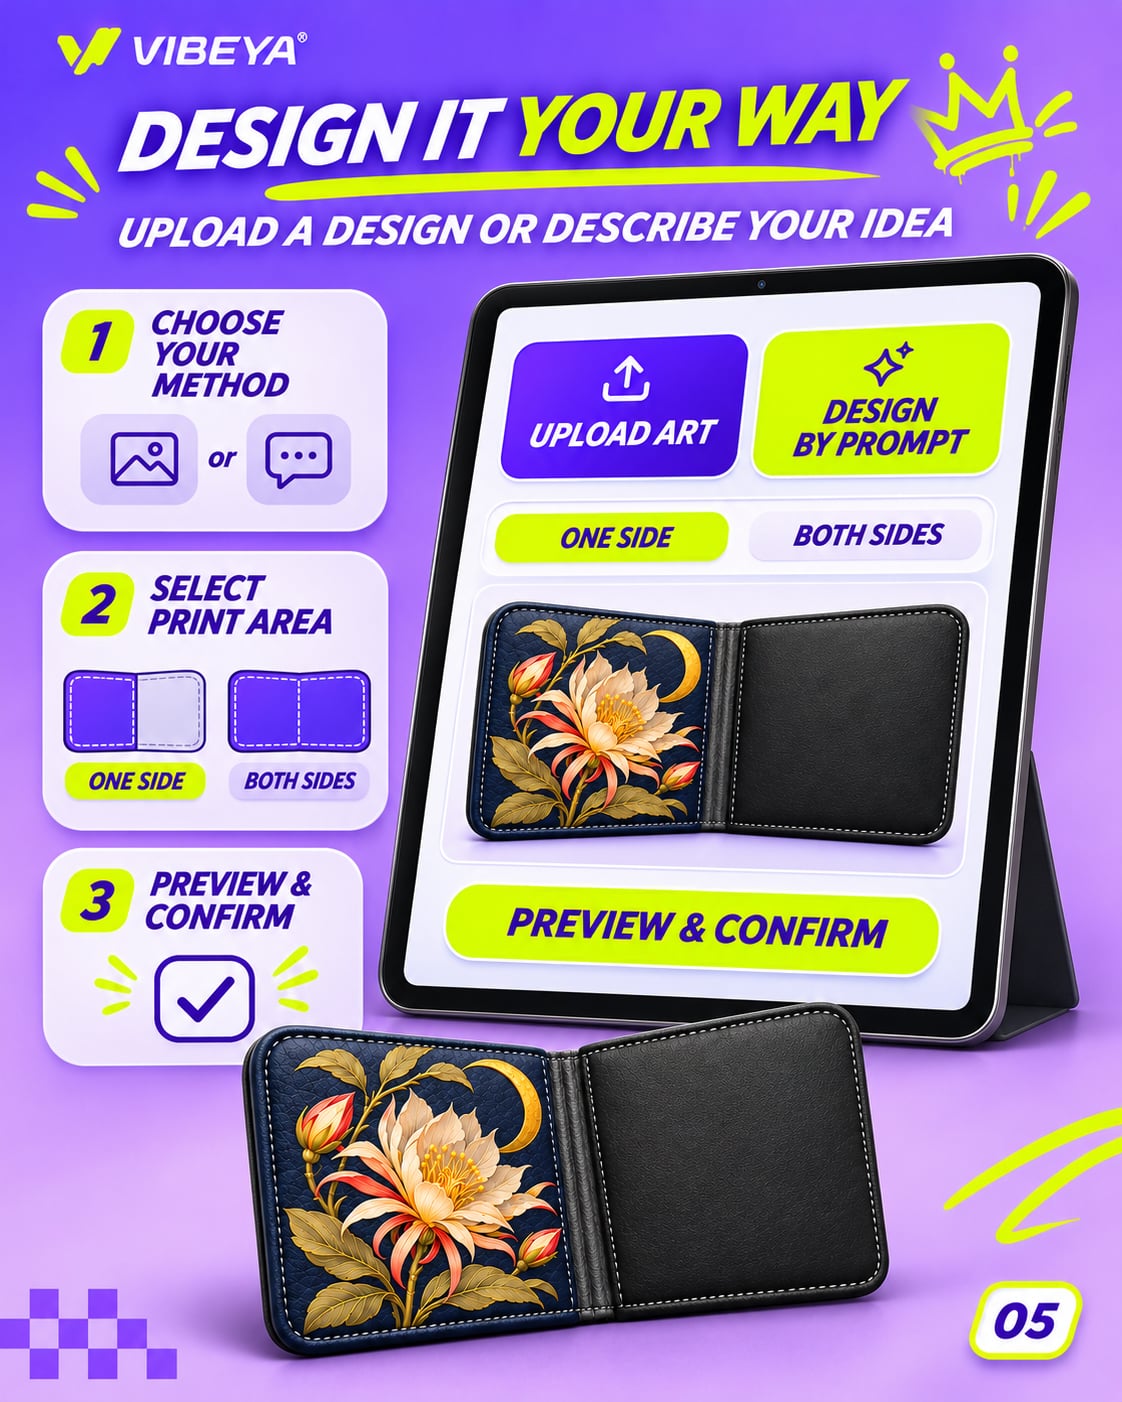 VIBEYA®
DESIGN IT YOUR WAY
UPLOAD A DESIGN OR DESCRIBE YOUR IDEA
1
CHOOSE
YOUR
METHOD
or
2
SELECT
PRINT AREA
ONE SIDE
BOTH SIDES
3
PREVIEW &
CONFIRM
UPLOAD ART
DESIGN
BY PROMPT
ONE SIDE
BOTH SIDES
PREVIEW & CONFIRM
05